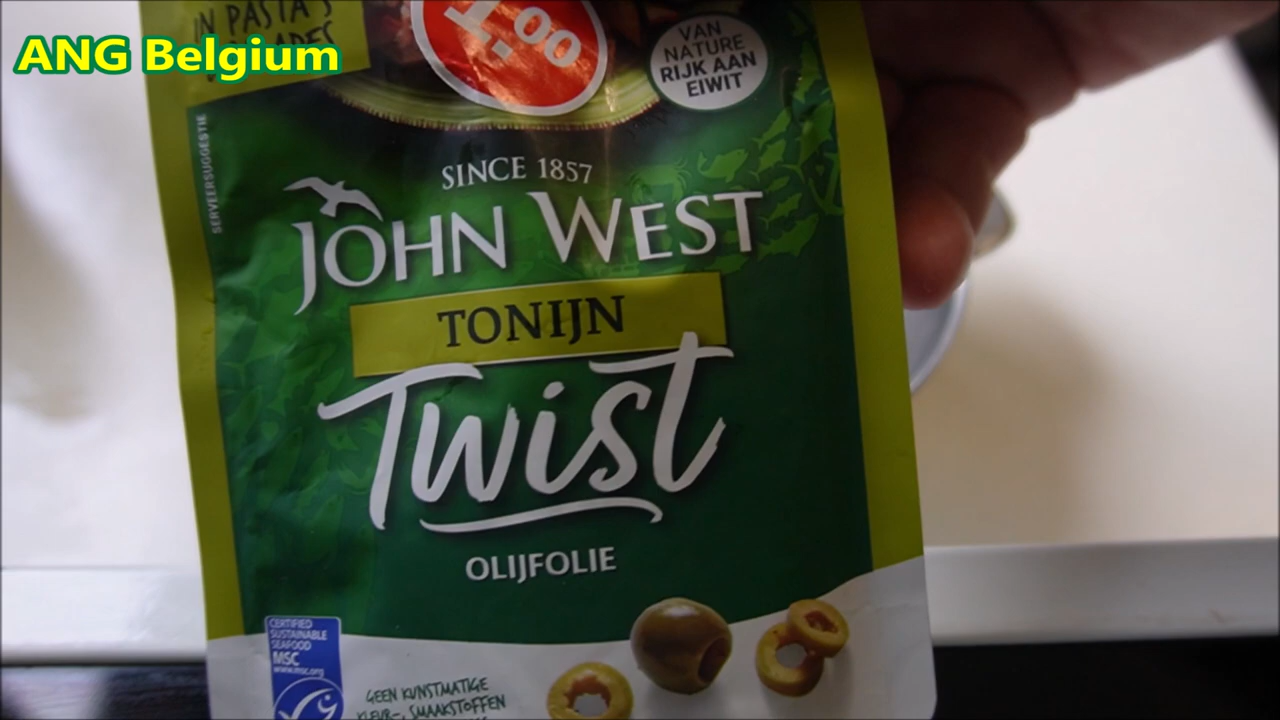 ANG Belgium
IN PASTA'S
1.00
VAN
NATURE
RIJK AAN
EIWIT
SERVEERSUGGESTIE
SINCE 1857
JOHN WEST
TONIJN
Twist
OLIJFOLIE
CERTIFIED
SUSTAINABLE
SEAFOOD
MSC
www.msc.org
GEEN KUNSTMATIGE
KLEUR-, SMAAKSTOFFEN